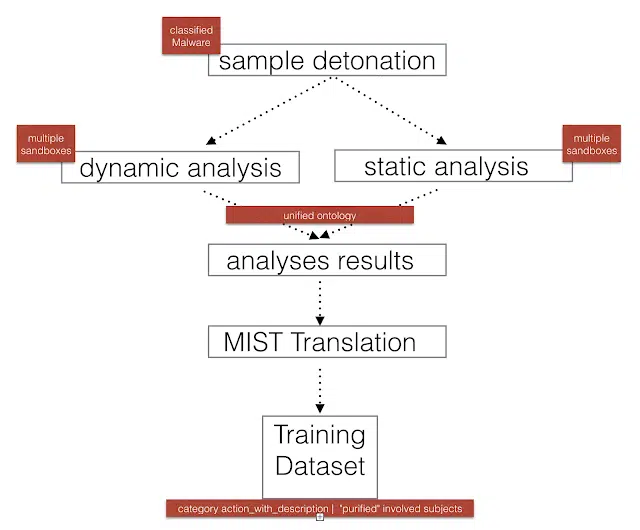 classified
Malware
sample detonation
multiple
sandboxes
dynamic analysis
multiple
sandboxes
static analysis
unified ontology
analyses results
MIST Translation
Training
Dataset
category action_with_description | "purified" involved subjects